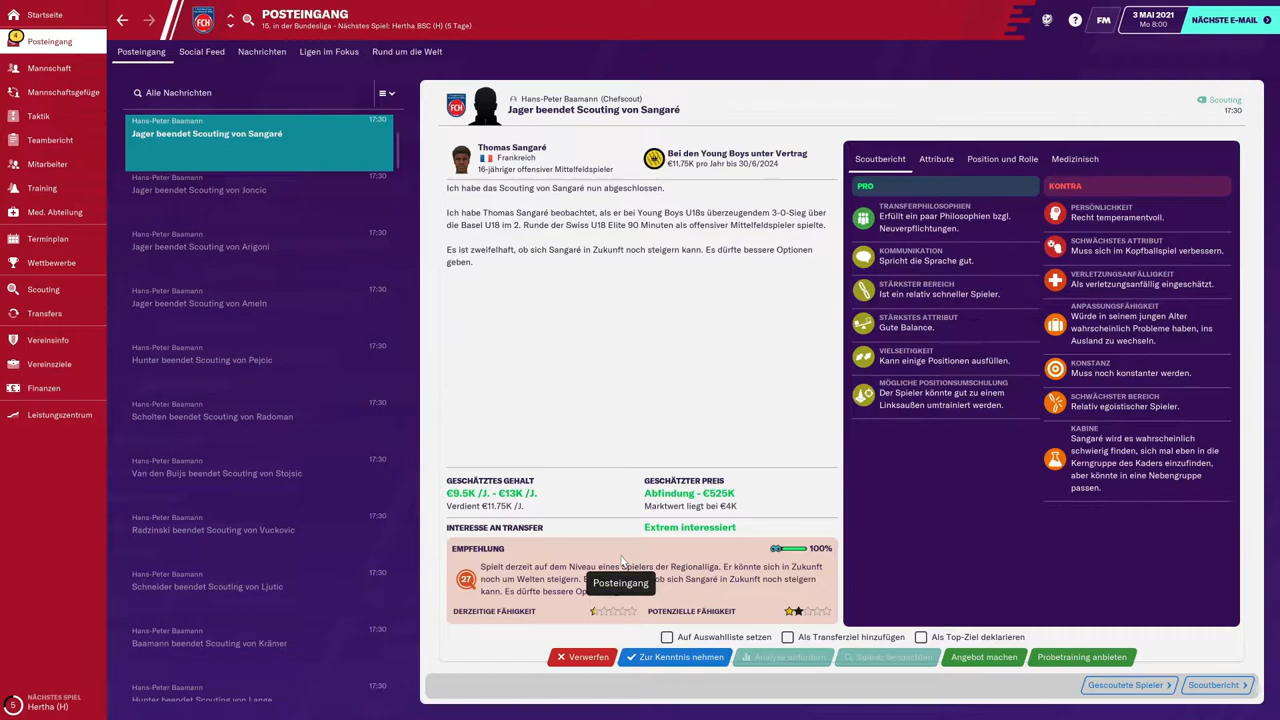 Startseite
4
Posteingang
Mannschaft
Mannschaftsgefüge
Taktik
Teambericht
Mitarbeiter
Training
Med. Abteilung
Terminplan
Wettbewerbe
Scouting
Transfers
Vereinsinfo
Vereinsziele
Finanzen
Leistungszentrum
5
NÄCHSTES SPIEL
Hertha (H)
FCH
POSTEINGANG
15. in der Bundesliga - Nächstes Spiel: Hertha BSC (H) (5 Tage)
?
FM
3 MAI 2021
Mo 8:00
NÄCHSTE E-MAIL
Posteingang
Social Feed
Nachrichten
Ligen im Fokus
Rund um die Welt
Alle Nachrichten
Hans-Peter Baamann
17:30
Jager beendet Scouting von Sangaré
Hans-Peter Baamann
17:30
Jager beendet Scouting von Joncic
Hans-Peter Baamann
17:30
Jager beendet Scouting von Arigoni
Hans-Peter Baamann
17:30
Jager beendet Scouting von Ameln
Hans-Peter Baamann
17:30
Hunter beendet Scouting von Pejcic
Hans-Peter Baamann
17:30
Scholten beendet Scouting von Radoman
Hans-Peter Baamann
17:30
Van den Buijs beendet Scouting von Stojsic
Hans-Peter Baamann
17:30
Radzinski beendet Scouting von Vuckovic
Hans-Peter Baamann
17:30
Schneider beendet Scouting von Ljutic
Hans-Peter Baamann
17:30
Baamann beendet Scouting von Krämer
Hans-Peter Baamann
17:30
Hunter beendet Scouting von Lange
FCH
Hans-Peter Baamann (Chefscout)
Jager beendet Scouting von Sangaré
Scouting
17:30
Thomas Sangaré
Frankreich
16-jähriger offensiver Mittelfeldspieler
Bei den Young Boys unter Vertrag
€11.75K pro Jahr bis 30/6/2024
Ich habe das Scouting von Sangaré nun abgeschlossen.
Ich habe Thomas Sangaré beobachtet, als er bei Young Boys U18s überzeugendem 3-0-Sieg über
die Basel U18 im 2. Runde der Swiss U18 Elite 90 Minuten als offensiver Mittelfeldspieler spielte.
Es ist zweifelhaft, ob sich Sangaré in Zukunft noch steigern kann. Es dürfte bessere Optionen
geben.
GESCHÄTZTES GEHALT
€9.5K /J. - €13K /J.
Verdient €11.75K /J.
GESCHÄTZTER PREIS
Abfindung - €525K
Marktwert liegt bei €4K
INTERESSE AN TRANSFER
Extrem interessiert
EMPFEHLUNG
100%
27
Spielt derzeit auf dem Niveau eines Spielers der Regionalliga. Er könnte sich in Zukunft
noch um Welten steigern. ob sich Sangaré in Zukunft noch steigern
kann. Es dürfte bessere
Posteingang
DERZEITIGE FÄHIGKEIT
POTENZIELLE FÄHIGKEIT
Scoutbericht
Attribute
Position und Rolle
Medizinisch
PRO
TRANSFERPHILOSOPHIEN
Erfüllt ein paar Philosophien bzgl.
Neuverpflichtungen.
KOMMUNIKATION
Spricht die Sprache gut.
STÄRKSTER BEREICH
Ist ein relativ schneller Spieler.
STÄRKSTES ATTRIBUT
Gute Balance.
VIELSEITIGKEIT
Kann einige Positionen ausfüllen.
MÖGLICHE POSITIONSUMSCHULUNG
Der Spieler könnte gut zu einem
Linksaußen umtrainiert werden.
KONTRA
PERSÖNLICHKEIT
Recht temperamentvoll.
SCHWÄCHSTES ATTRIBUT
Muss sich im Kopfballspiel verbessern.
VERLETZUNGSANFÄLLIGKEIT
Als verletzungsanfällig eingeschätzt.
ANPASSUNGSFÄHIGKEIT
Würde in seinem jungen Alter
wahrscheinlich Probleme haben, ins
Ausland zu wechseln.
KONSTANZ
Muss noch konstanter werden.
SCHWÄCHSTER BEREICH
Relativ egoistischer Spieler.
KABINE
Sangaré wird es wahrscheinlich
schwierig finden, sich mal eben in die
Kerngruppe des Kaders einzufinden,
aber könnte in eine Nebengruppe
passen.
Auf Auswahlliste setzen
Als Transferziel hinzufügen
Als Top-Ziel deklarieren
Verwerfen
Zur Kenntnis nehmen
Analyse anfordern
Spieler beobachten
Angebot machen
Probetraining anbieten
Gescoutete Spieler
Scoutbericht